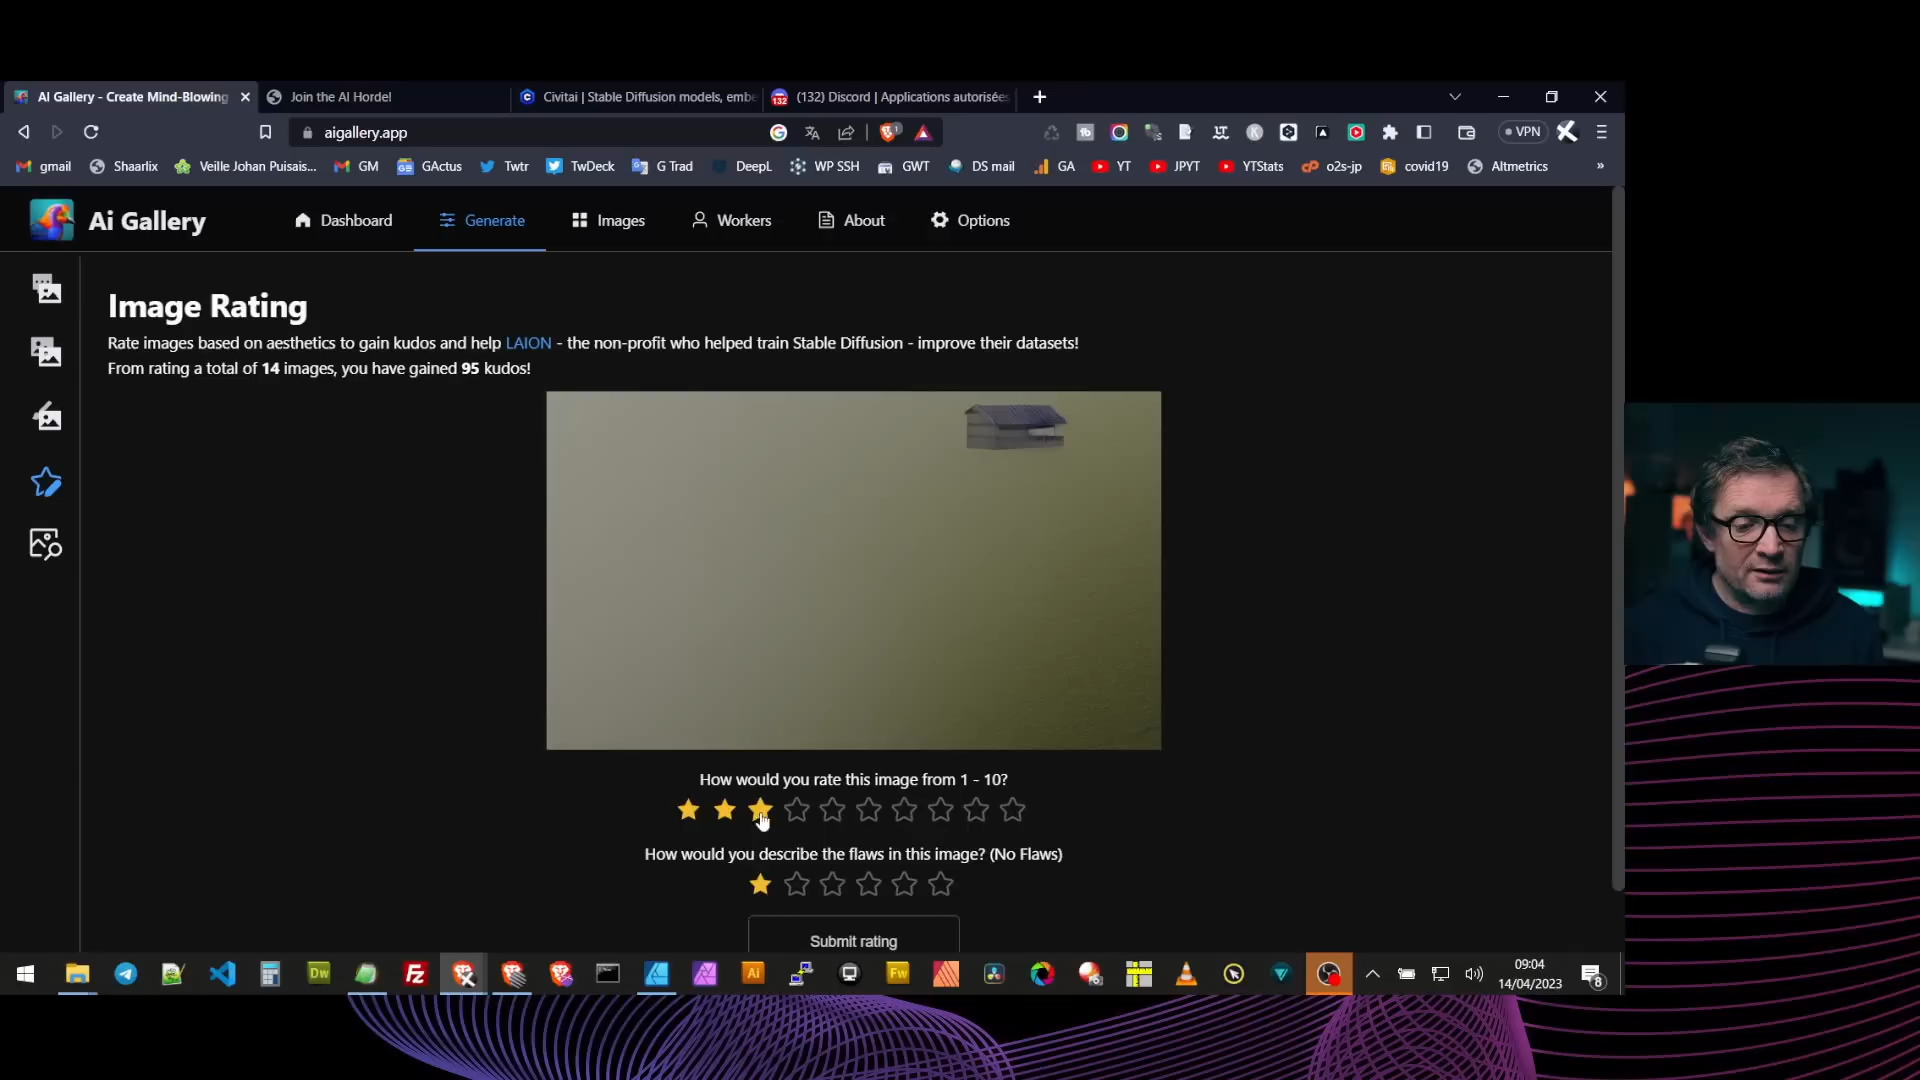 AI Gallery - Create Mind-Blowing
Join the AI Horde!
Civitai | Stable Diffusion models, embe
(132) Discord | Applications autorisées
aigallery.app
VPN
gmail
Shaarlix
Veille Johan Puisais...
GM
GActus
Twtr
TwDeck
G Trad
DeepL
WP SSH
GWT
DS mail
GA
YT
JPYT
YTStats
o2s-jp
covid19
Altmetrics
»
Ai Gallery
Dashboard
Generate
Images
Workers
About
Options
Image Rating
Rate images based on aesthetics to gain kudos and help LAION - the non-profit who helped train Stable Diffusion - improve their datasets!
From rating a total of 14 images, you have gained 95 kudos!
How would you rate this image from 1 - 10?
How would you describe the flaws in this image? (No Flaws)
Submit rating
Dw
Fz
Ai
Fw
09:04
14/04/2023
8